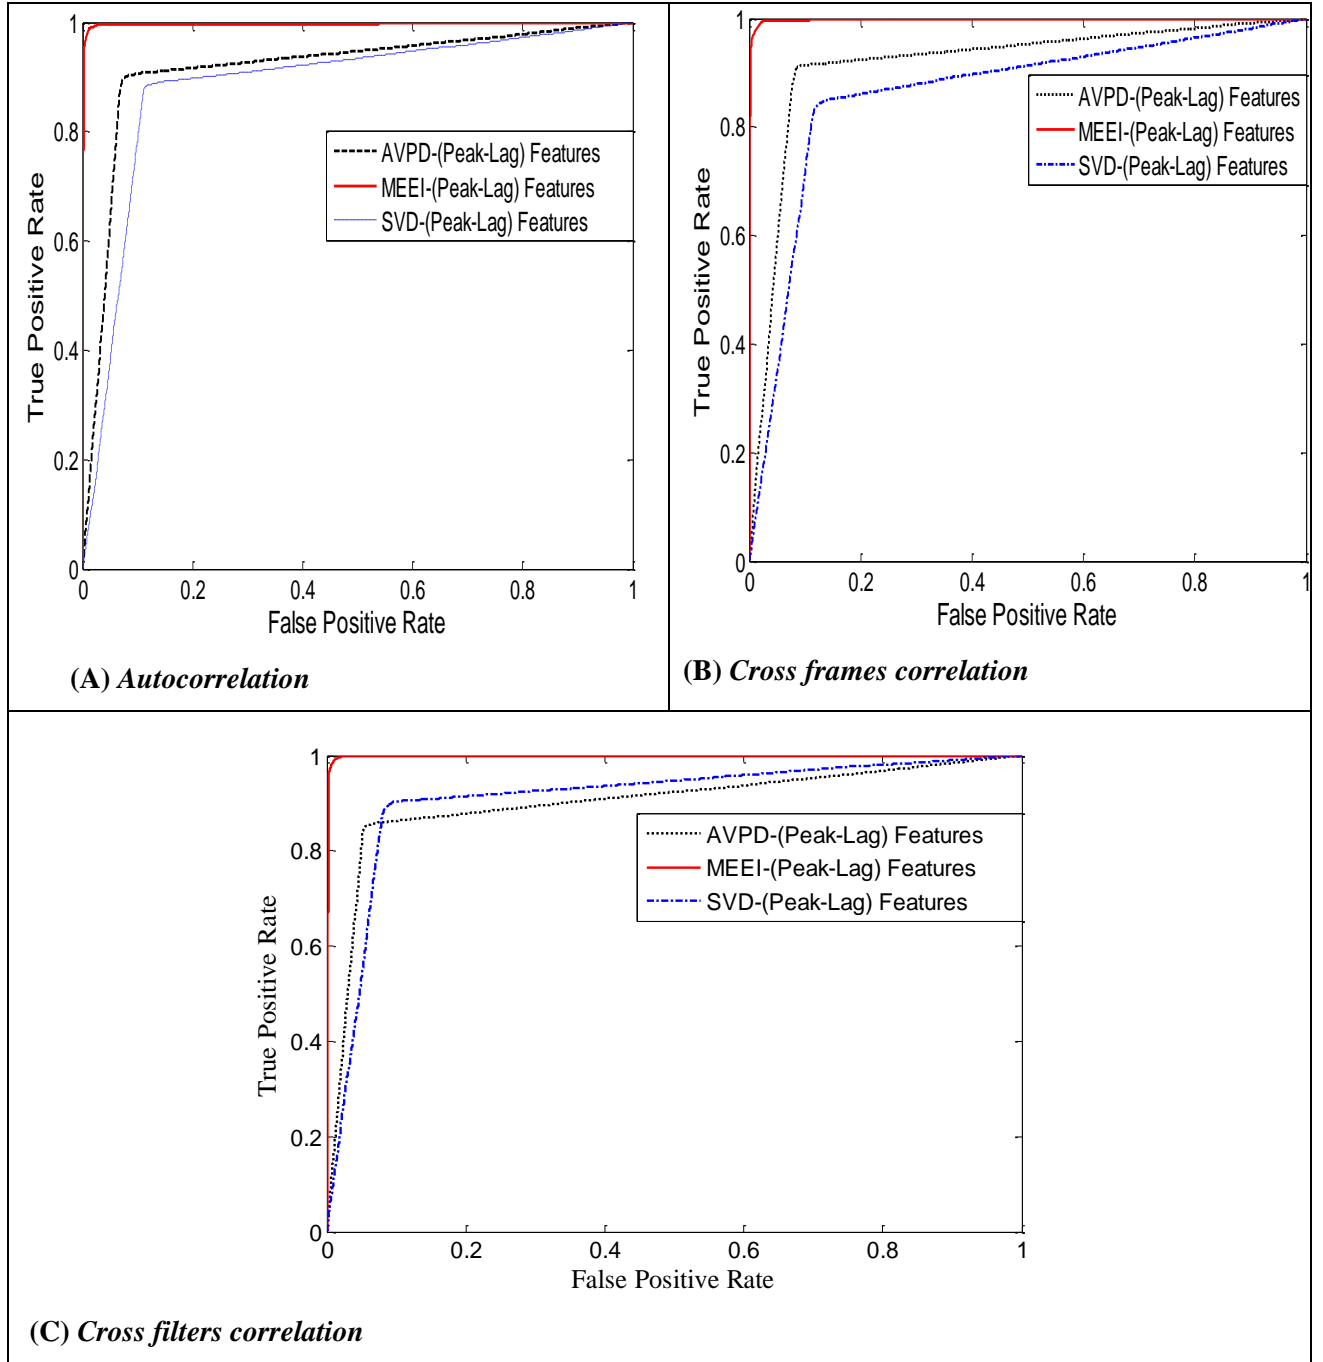 1
0.8
0.6
0.4
0.2
0
True Positive Rate
AVPD-(Peak-Lag) Features
MEEI-(Peak-Lag) Features
SVD-(Peak-Lag) Features
0 0.2 0.4 0.6 0.8 1
False Positive Rate
(A) Autocorrelation
1
0.8
0.6
0.4
0.2
0
True Positive Rate
AVPD-(Peak-Lag) Features
MEEI-(Peak-Lag) Features
SVD-(Peak-Lag) Features
0 0.2 0.4 0.6 0.8 1
False Positive Rate
(B) Cross frames correlation
1
0.8
0.6
0.4
0.2
0
True Positive Rate
AVPD-(Peak-Lag) Features
MEEI-(Peak-Lag) Features
SVD-(Peak-Lag) Features
0 0.2 0.4 0.6 0.8 1
False Positive Rate
(C) Cross filters correlation